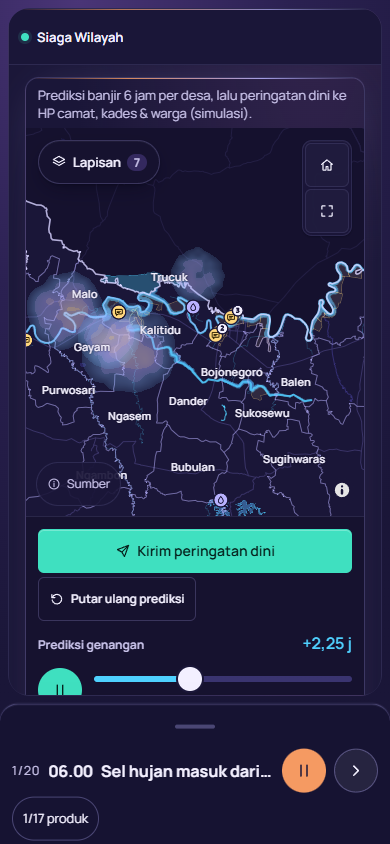 Siaga Wilayah
Prediksi banjir 6 jam per desa, lalu peringatan dini ke
HP camat, kades & warga (simulasi).
Lapisan 7
Trucuk
Malo
3
2
Kalitidu
Gayam
Bojonegoro
Balen
Purwosari
Dander
Ngasem
Sukosewu
Sugihwaras
Bubulan
Sumber
Kirim peringatan dini
Putar ulang prediksi
Prediksi genangan
+2,25 j
1/20 06.00 Sel hujan masuk dari...
1/17 produk